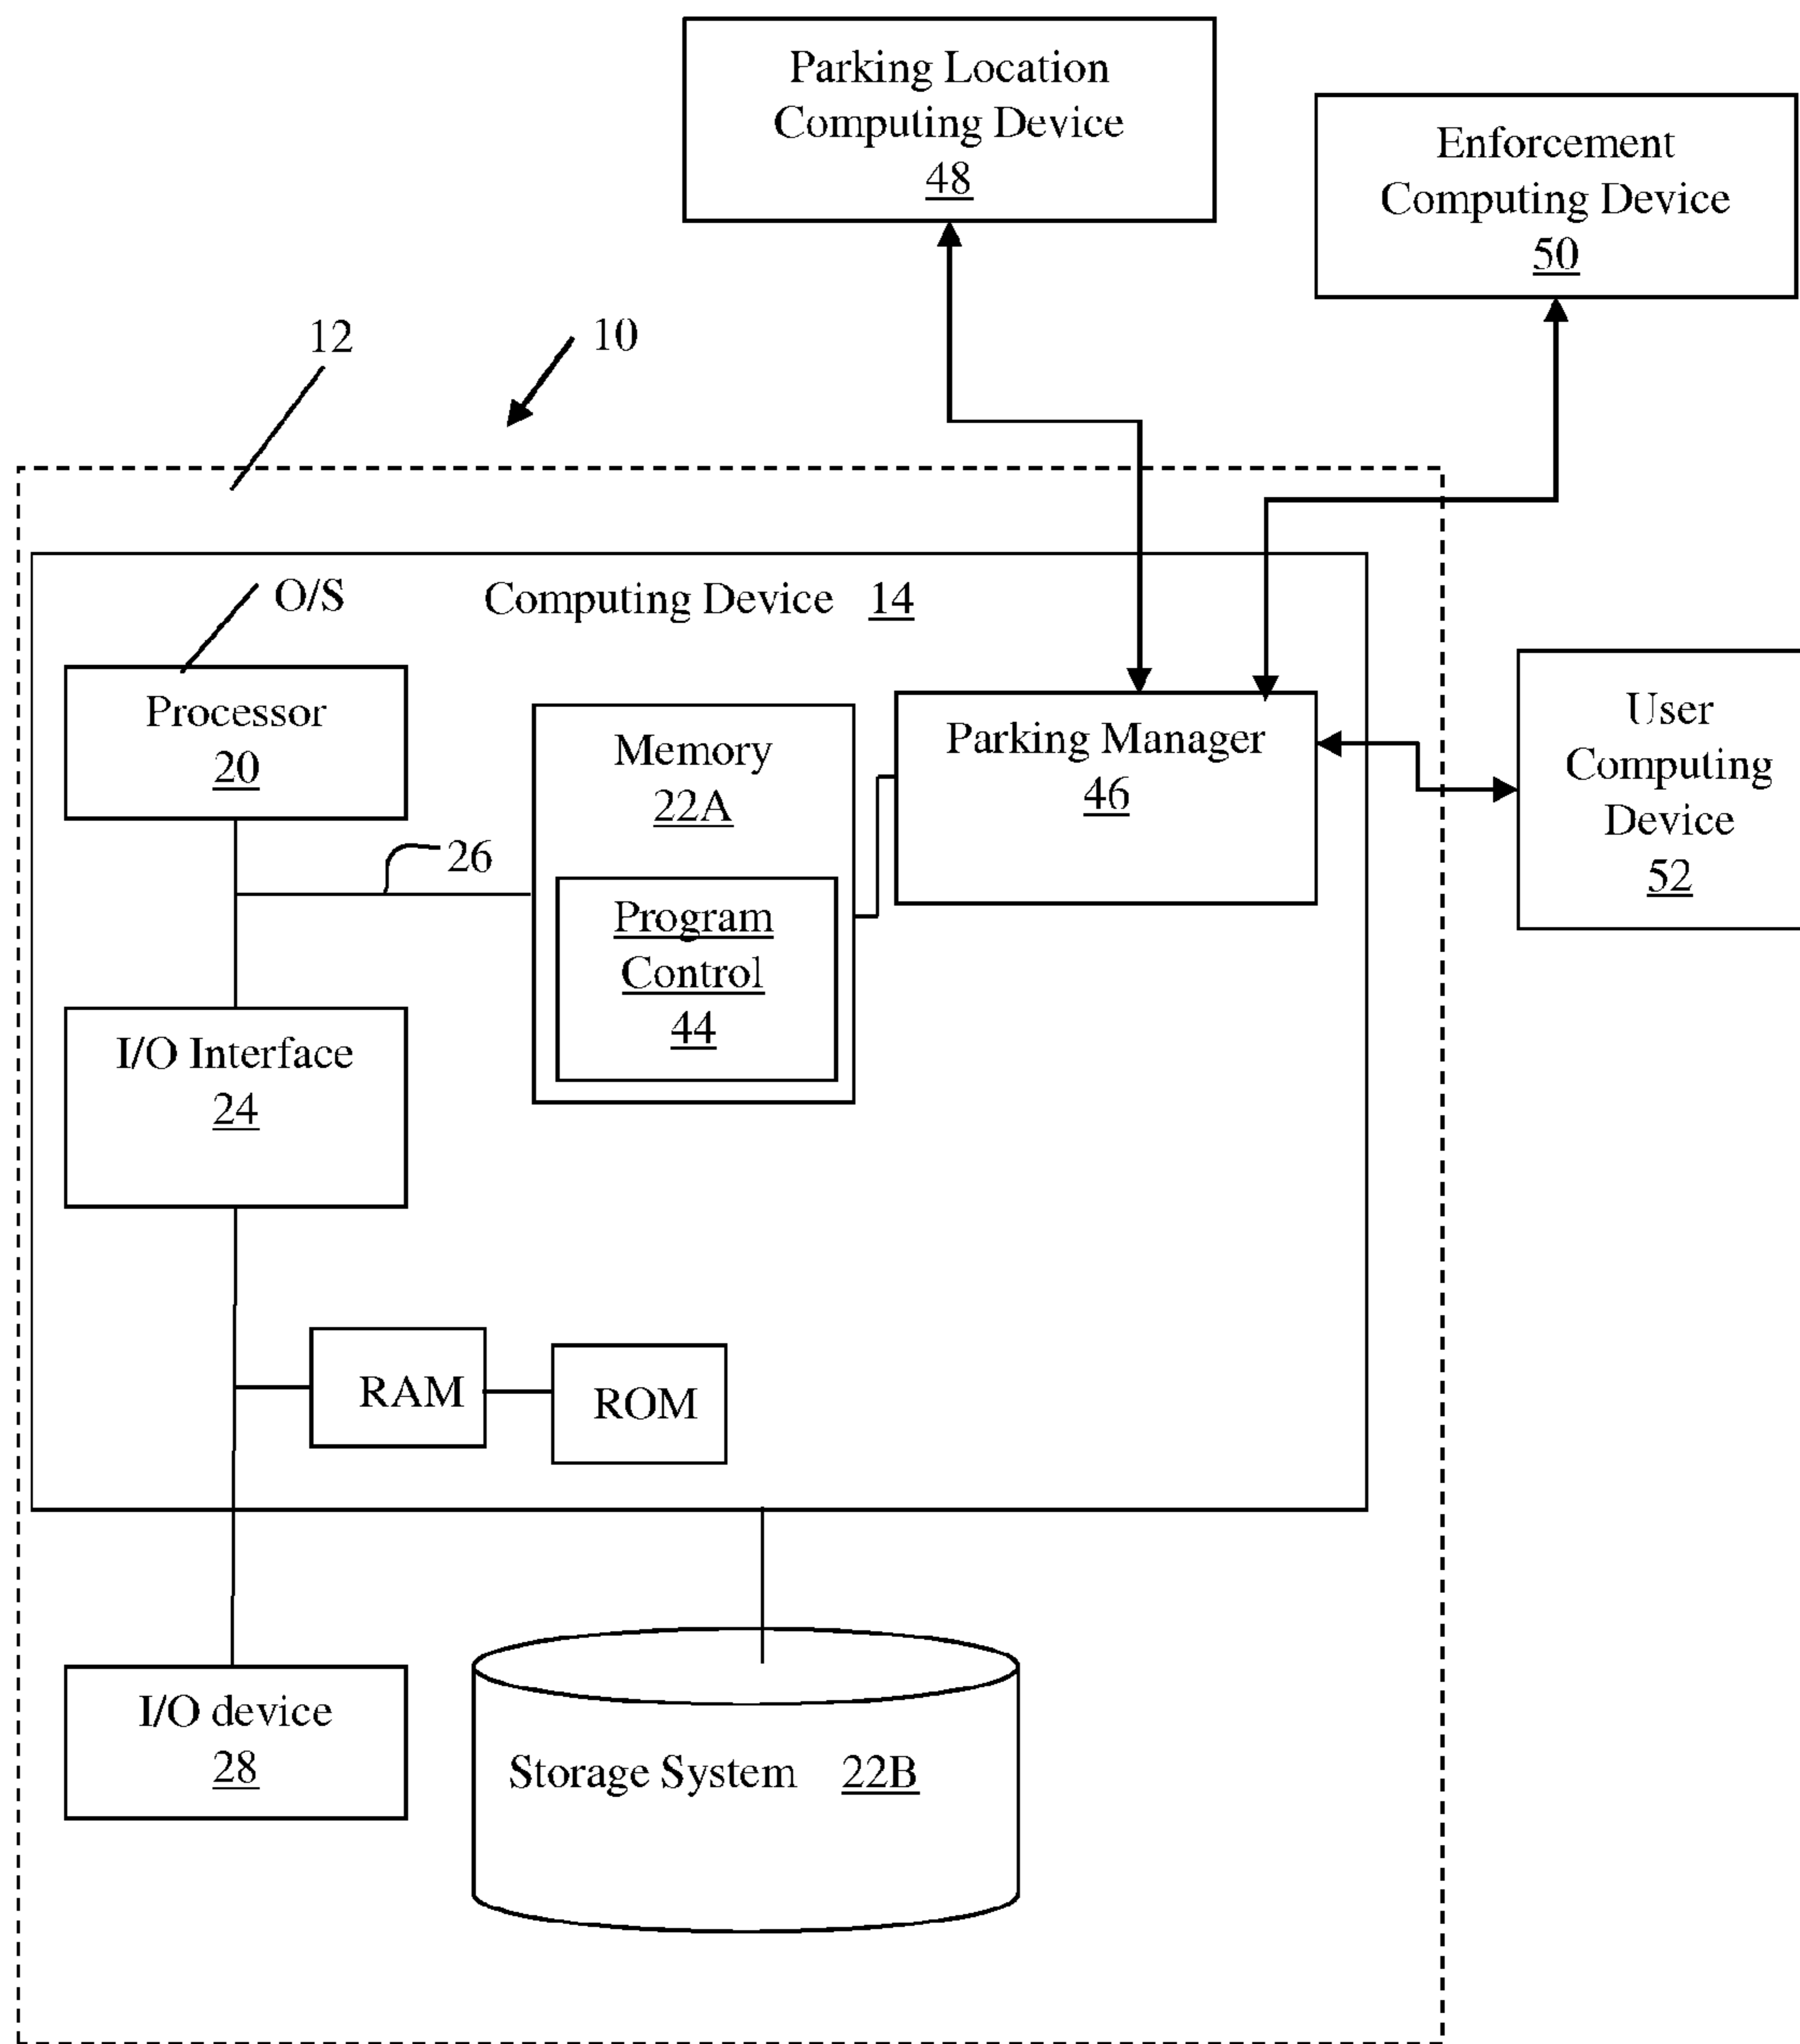 Parking Location
Computing Device
48
Enforcement
Computing Device
50
12
10
O/S
Computing Device 14
Processor
20
Memory
22A
Parking Manager
46
User
Computing
Device
52
26
Program
Control
44
I/O Interface
24
RAM
ROM
I/O device
28
Storage System 22B